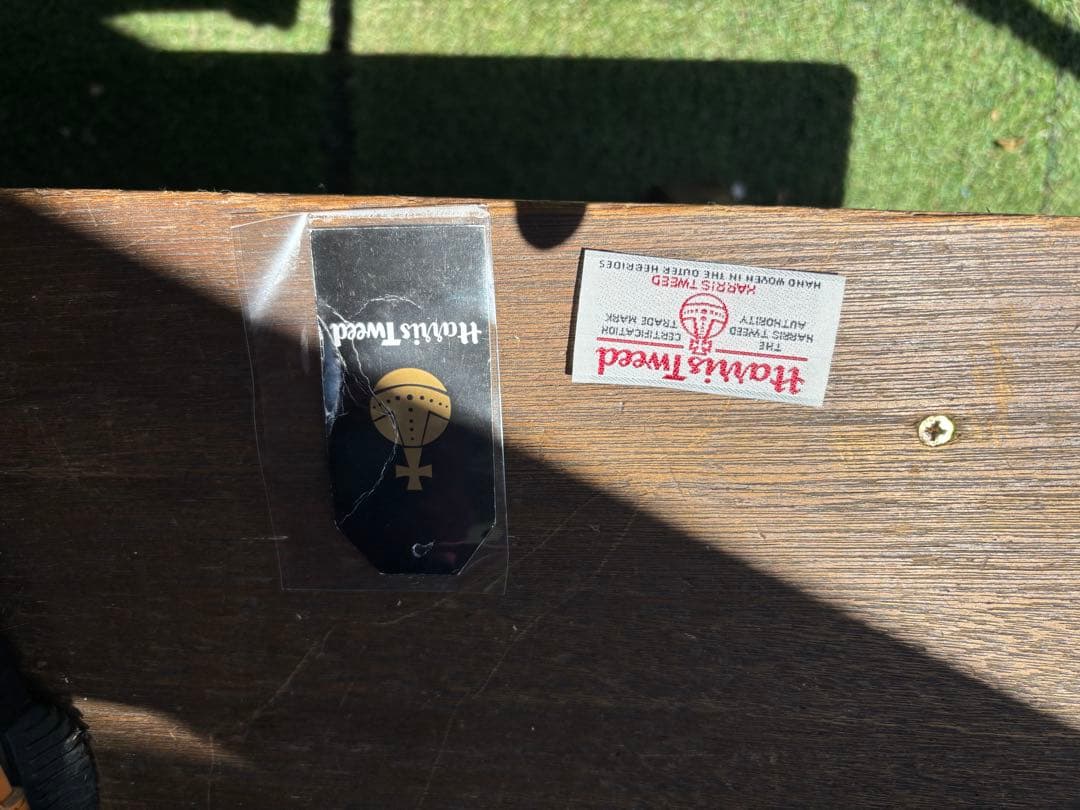 Harris Tweed
THE
HARRIS TWEED
AUTHORITY
CERTIFICATION
TRADE MARK
HARRIS TWEED
HAND WOVEN IN THE OUTER HEBRIDES
Harris Tweed